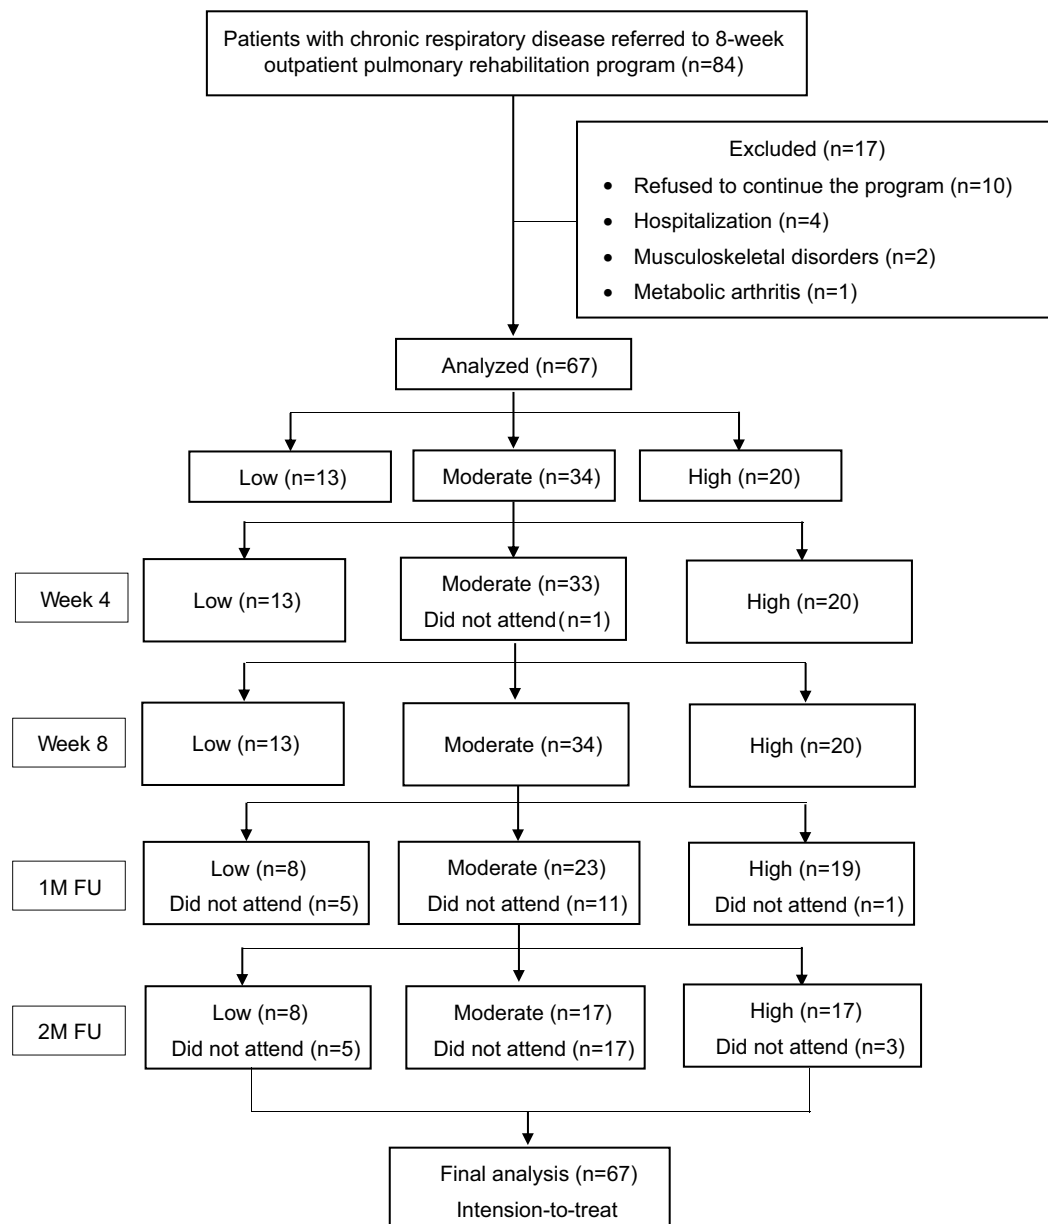 Patients with chronic respiratory disease referred to 8-week
outpatient pulmonary rehabilitation program (n=84)
Excluded (n=17)
• Refused to continue the program (n=10)
• Hospitalization (n=4)
• Musculoskeletal disorders (n=2)
• Metabolic arthritis (n=1)
Analyzed (n=67)
Low (n=13)
Moderate (n=34)
High (n=20)
Week 4
Low (n=13)
Moderate (n=33)
Did not attend (n=1)
High (n=20)
Week 8
Low (n=13)
Moderate (n=34)
High (n=20)
1M FU
Low (n=8)
Did not attend (n=5)
Moderate (n=23)
Did not attend (n=11)
High (n=19)
Did not attend (n=1)
2M FU
Low (n=8)
Did not attend (n=5)
Moderate (n=17)
Did not attend (n=17)
High (n=17)
Did not attend (n=3)
Final analysis (n=67)
Intension-to-treat